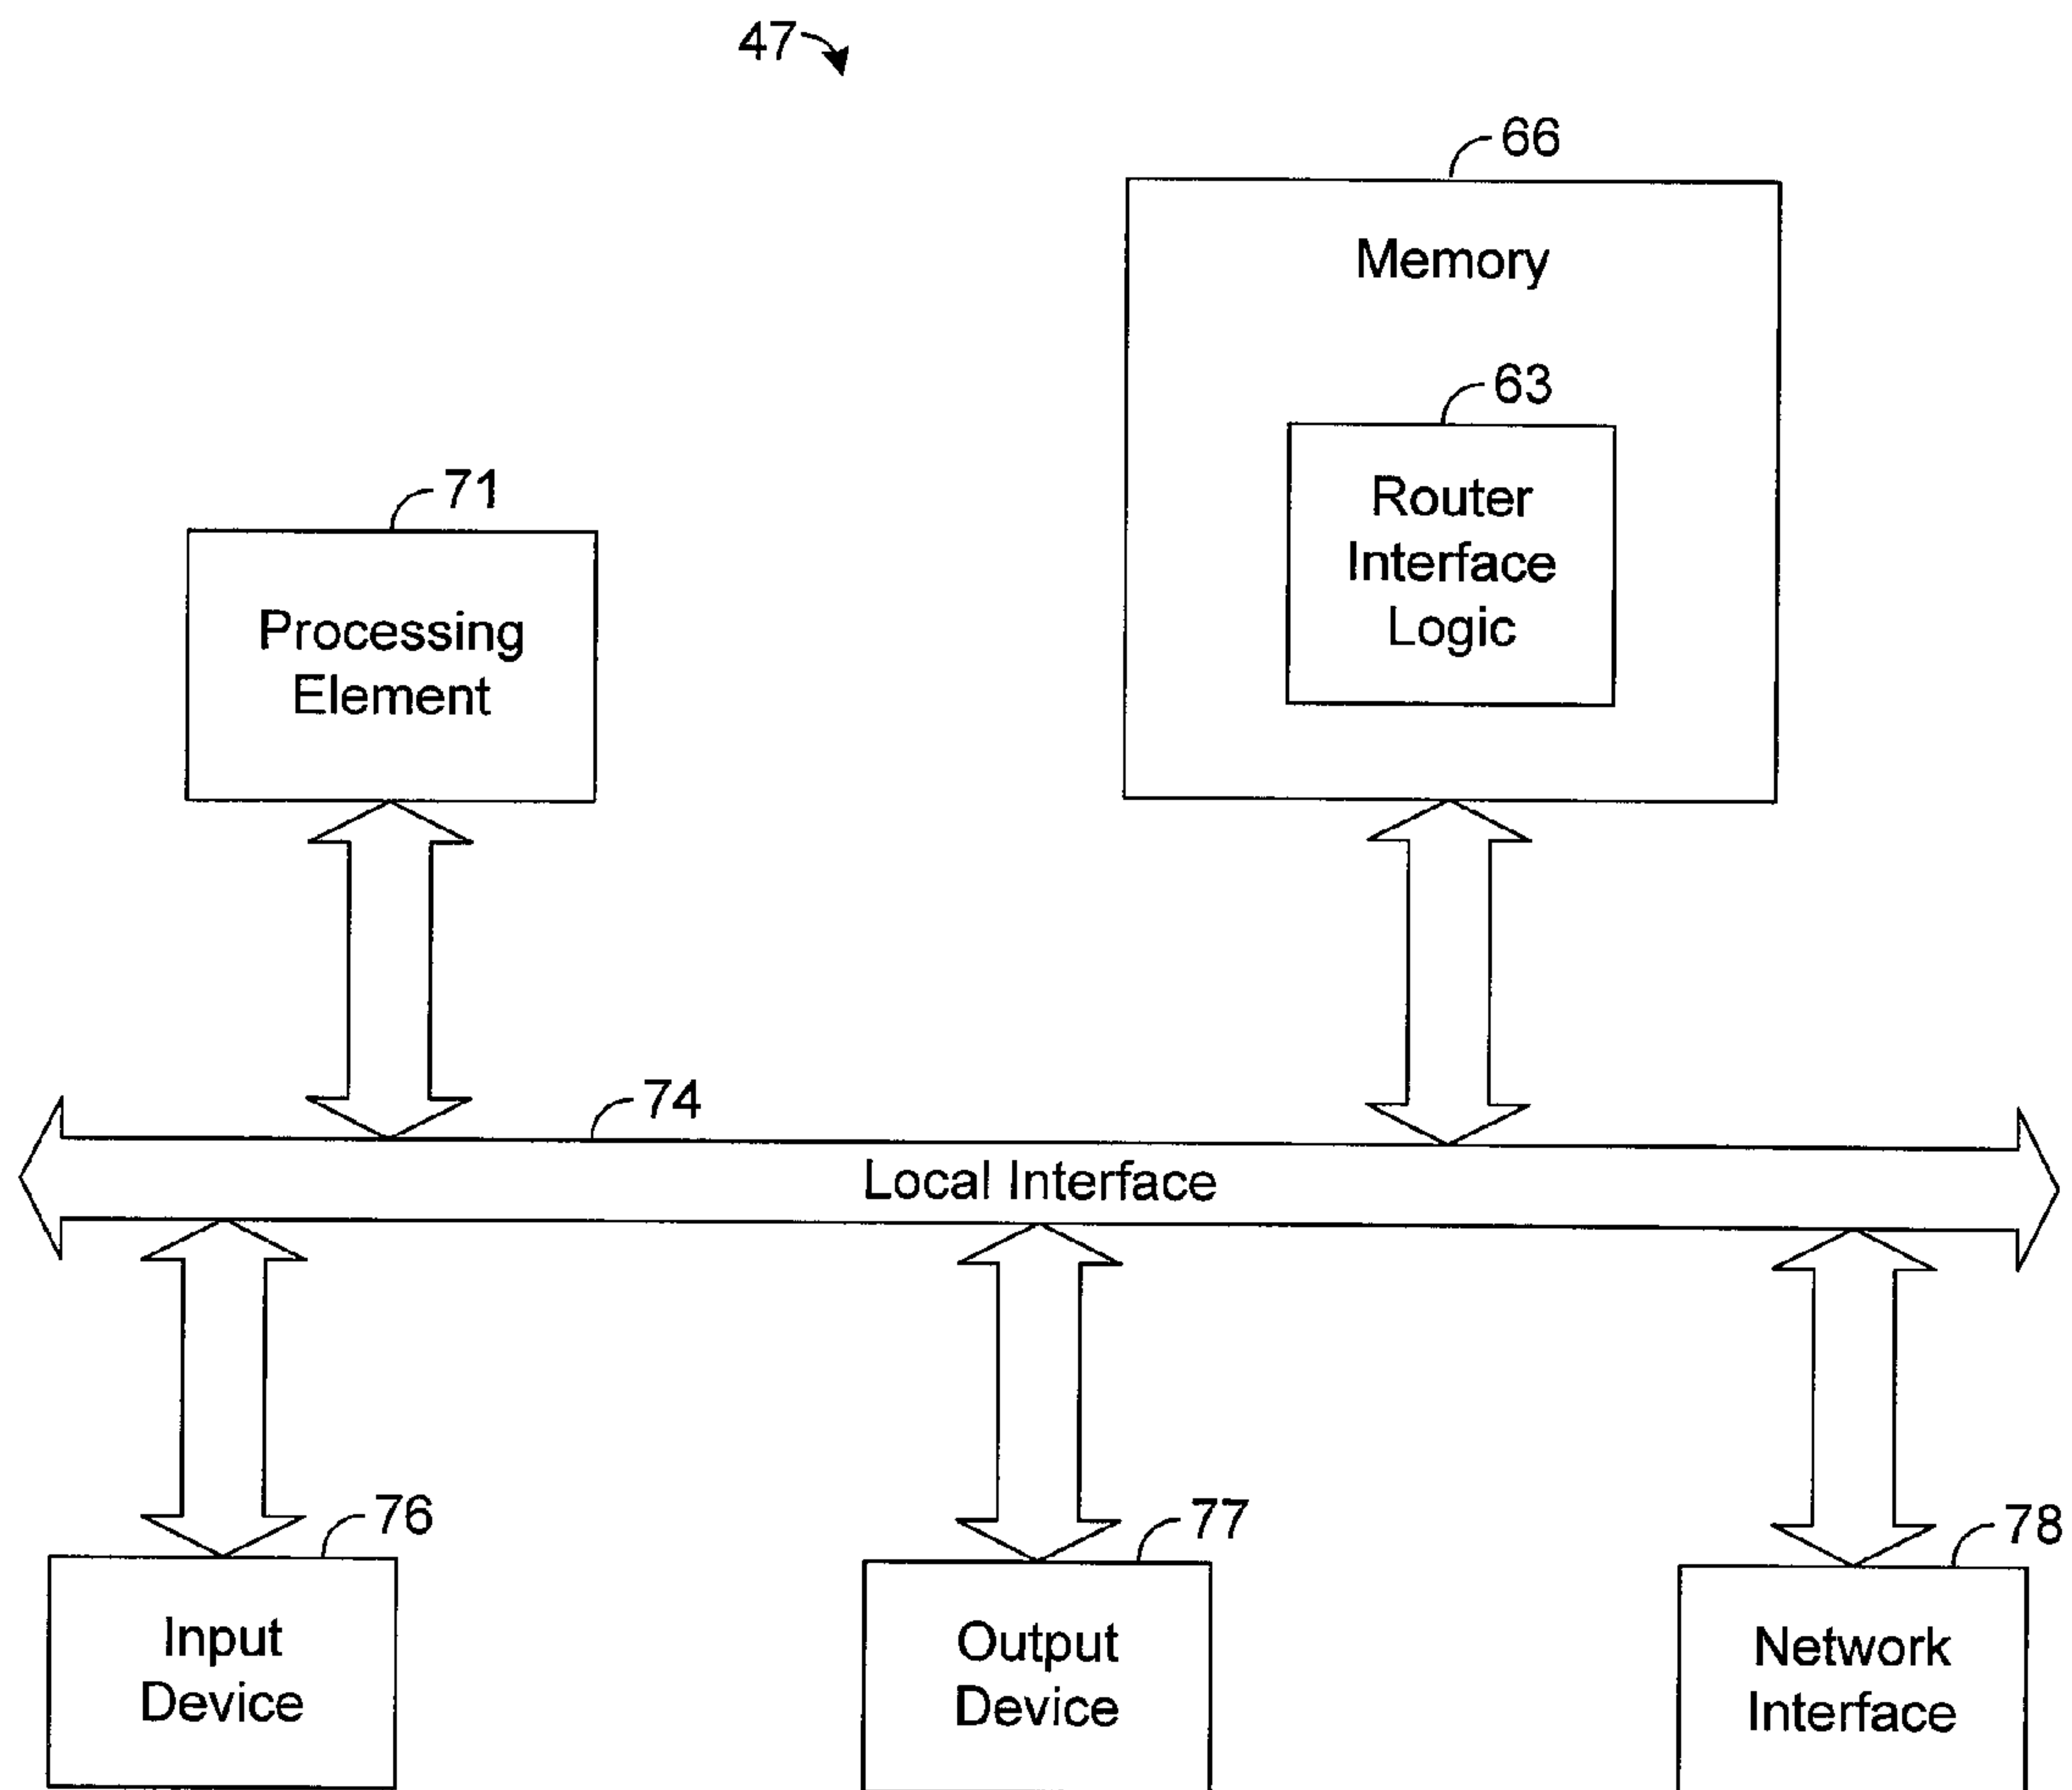 47
66
Memory
63
Router
Interface
Logic
71
Processing
Element
74
Local Interface
76
Input
Device
77
Output
Device
78
Network
Interface